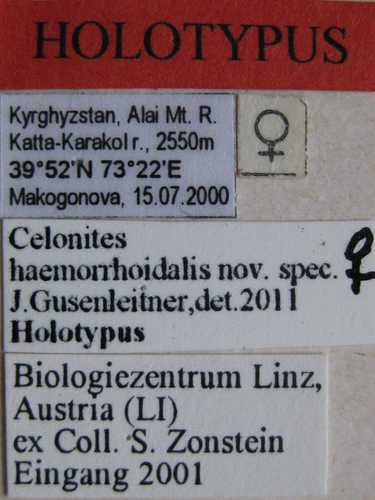 HOLOTYPUS
Kyrghyzstan, Alai Mt. R.
Katta-Karakol r., 2550m
39°52'N 73°22'E
Makogonova, 15.07.2000
♀
Celonites
haemorrhoidalis nov. spec. ♀
J.Gusenleitner,det.2011
Holotypus
Biologiezentrum Linz,
Austria (LI)
ex Coll. S. Zonstein
Eingang 2001